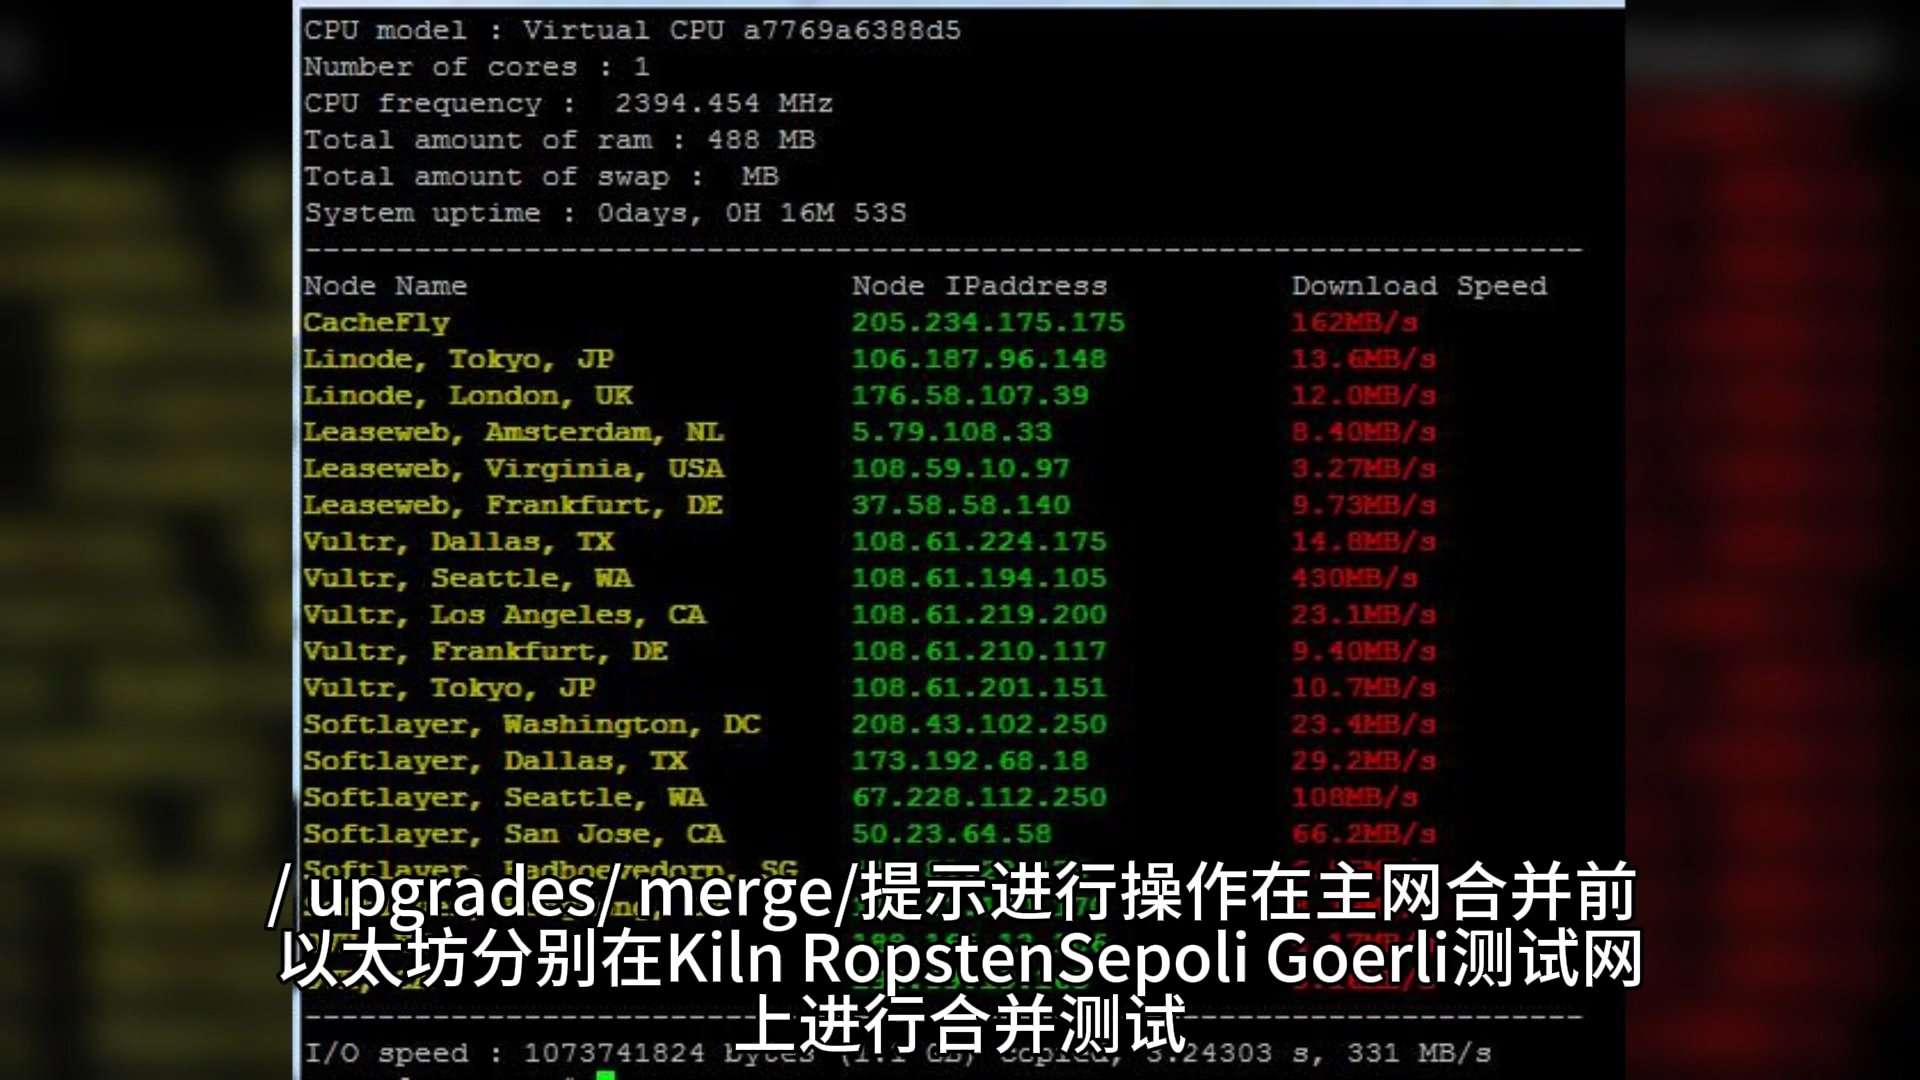 CPU model : Virtual CPU a7769a6388d5
Number of cores : 1
CPU frequency : 2394.454 MHz
Total amount of ram : 488 MB
Total amount of swap : MB
System uptime : 0days, 0H 16M 53S
Node Name Node IPaddress Download Speed
CacheFly 205.234.175.175 162MB/s
Linode, Tokyo, JP 106.187.96.148 13.6MB/s
Linode, London, UK 176.58.107.39 12.0MB/s
Leaseweb, Amsterdam, NL 5.79.108.33 8.40MB/s
Leaseweb, Virginia, USA 108.59.10.97 3.27MB/s
Leaseweb, Frankfurt, DE 37.58.58.140 9.73MB/s
Vultr, Dallas, TX 108.61.224.175 14.8MB/s
Vultr, Seattle, WA 108.61.194.105 430MB/s
Vultr, Los Angeles, CA 108.61.219.200 23.1MB/s
Vultr, Frankfurt, DE 108.61.210.117 9.40MB/s
Vultr, Tokyo, JP 108.61.201.151 10.7MB/s
Softlayer, Washington, DC 208.43.102.250 23.4MB/s
Softlayer, Dallas, TX 173.192.68.18 29.2MB/s
Softlayer, Seattle, WA 67.228.112.250 108MB/s
Softlayer, San Jose, CA 50.23.64.58 66.2MB/s
Softlayer, SG
/ upgrades/ merge/提示进行操作在主网合并前
以太坊分别在Kiln RopstenSepoli Goerli测试网
上进行合并测试
I/O speed : 1073741824 bytes copied, 3.24303 s, 331 MB/s